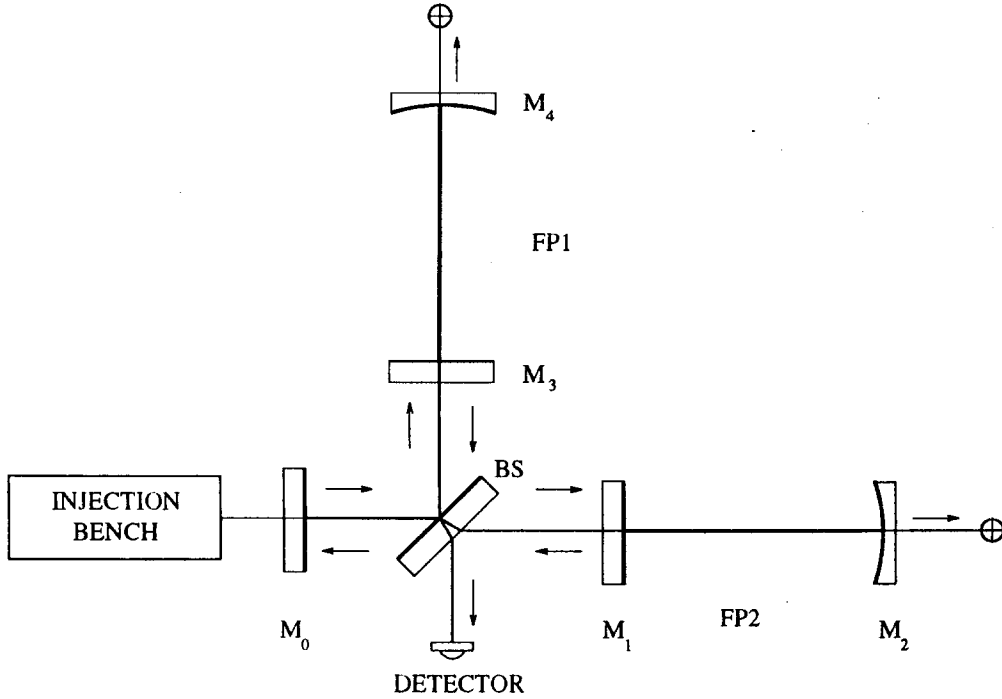 M4
FP1
M3
BS
INJECTION
BENCH
M0
M1
FP2
M2
DETECTOR